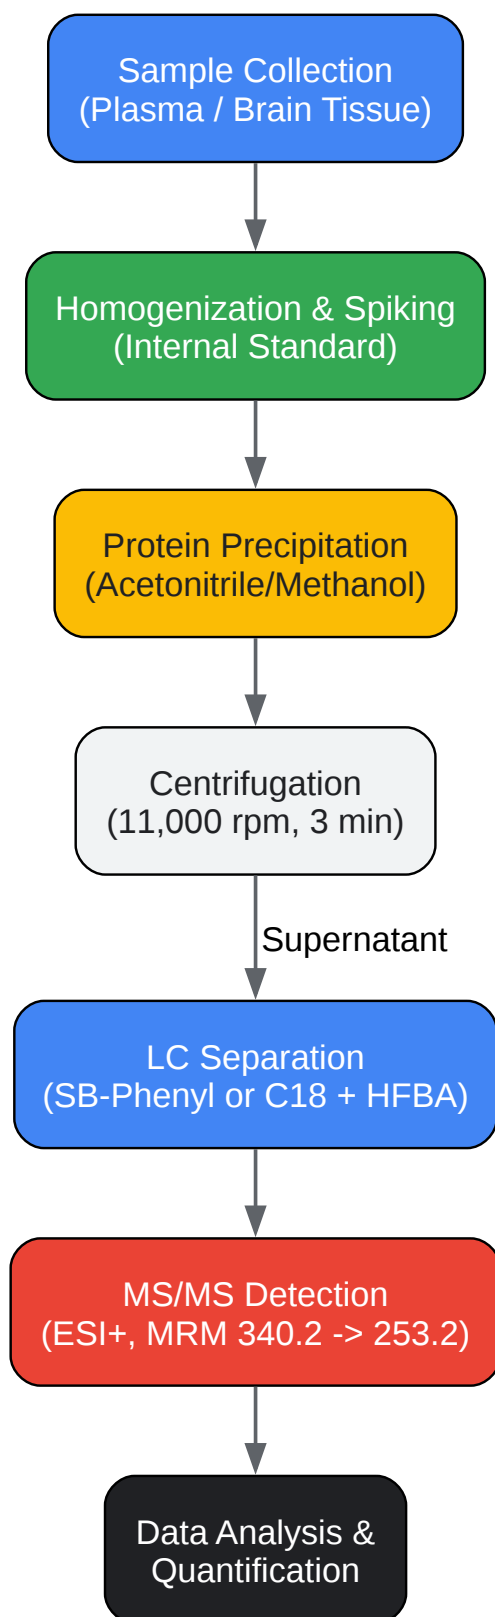 Sample Collection
(Plasma / Brain Tissue)
Homogenization & Spiking
(Internal Standard)
Protein Precipitation
(Acetonitrile/Methanol)
Centrifugation
(11,000 rpm, 3 min)
Supernatant
LC Separation
(SB-Phenyl or C18 + HFBA)
MS/MS Detection
(ESI+, MRM 340.2 -> 253.2)
Data Analysis &
Quantification